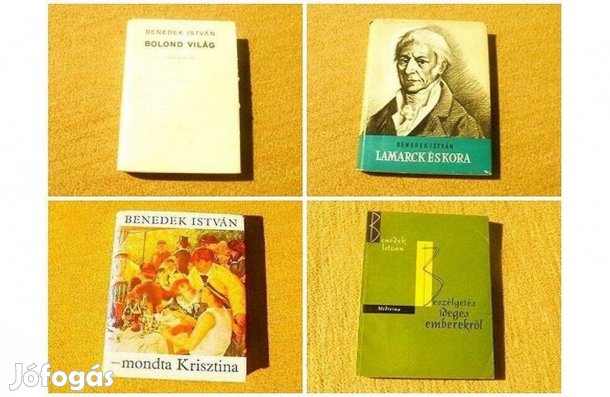 BENEDEK ISTVÁN
BOLOND VILÁG
BENEDEK ISTVÁN
LAMARCK ÉS KORA
BENEDEK ISTVÁN
—mondta Krisztina
Benedek
István
Beszélgetés
ideges
emberekről
Medicina
Jófogás